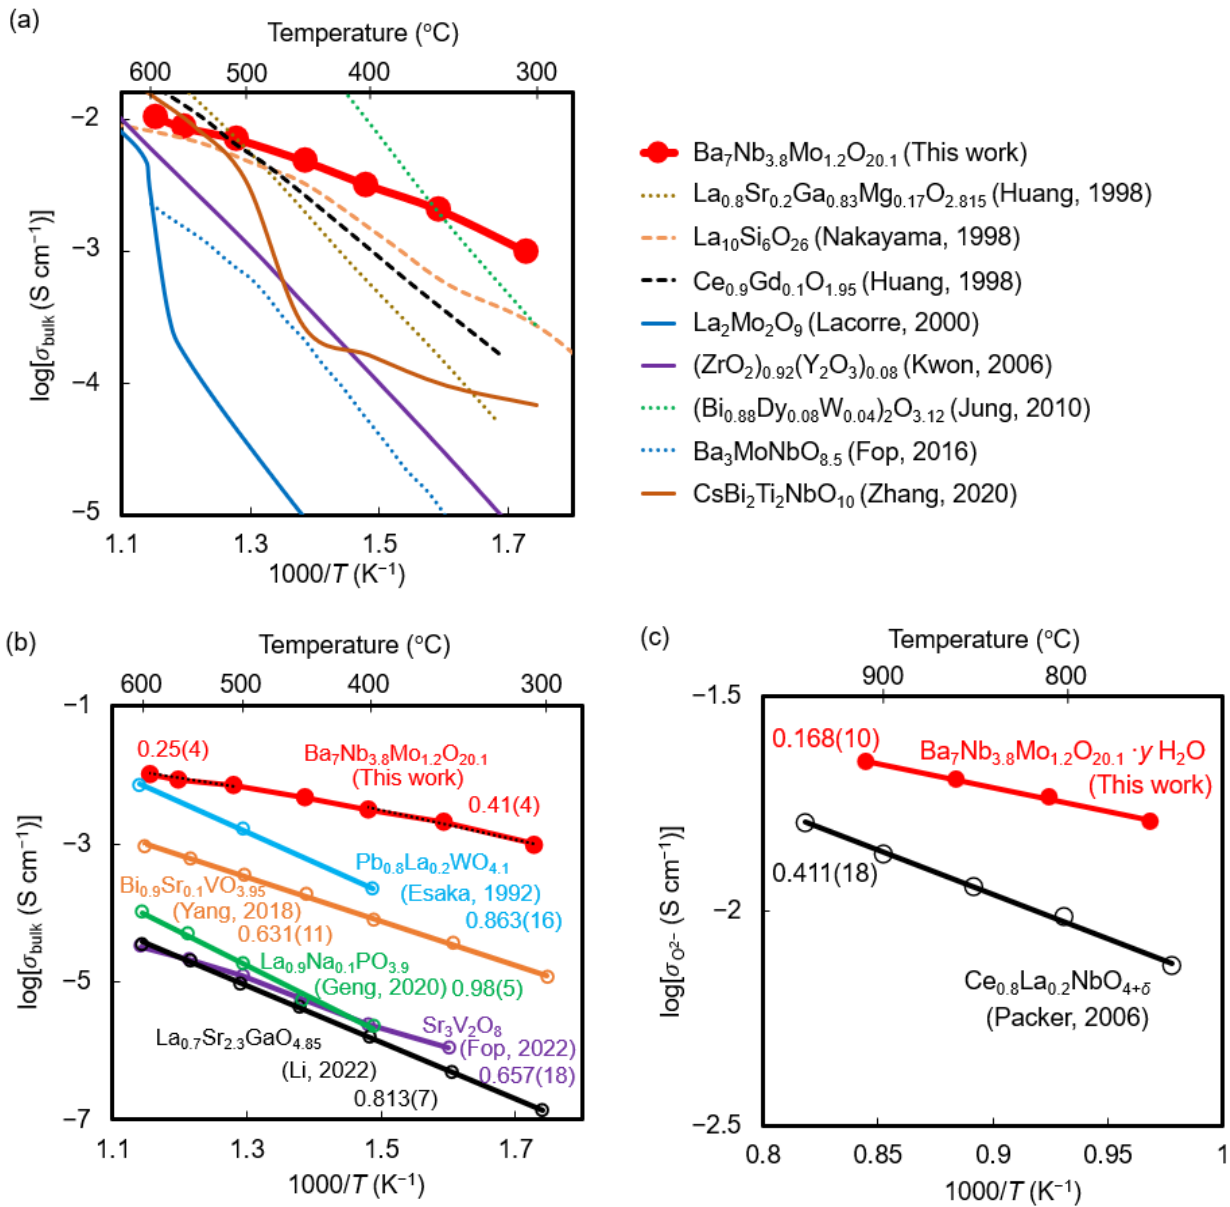 (a)
Temperature (°C)
600 500 400 300
log[σbulk (S cm⁻¹)]
−2
−3
−4
−5
1.1 1.3 1.5 1.7
1000/T (K⁻¹)
Ba₇Nb₃.₈Mo₁.₂O₂₀.₁ (This work)
La₀.₈Sr₀.₂Ga₀.₈₃Mg₀.₁₇O₂.₈₁₅ (Huang, 1998)
La₁₀Si₆O₂₆ (Nakayama, 1998)
Ce₀.₉Gd₀.₁O₁.₉₅ (Huang, 1998)
La₂Mo₂O₉ (Lacorre, 2000)
(ZrO₂)₀.₉₂(Y₂O₃)₀.₀₈ (Kwon, 2006)
(Bi₀.₈₈Dy₀.₀₈W₀.₀₄)₂O₃.₁₂ (Jung, 2010)
Ba₃MoNbO₈.₅ (Fop, 2016)
CsBi₂Ti₂NbO₁₀ (Zhang, 2020)
(b)
Temperature (°C)
600 500 400 300
log[σbulk (S cm⁻¹)]
−1
−3
−5
−7
0.25(4)
Ba₇Nb₃.₈Mo₁.₂O₂₀.₁
(This work)
0.41(4)
Pb₀.₈La₀.₂WO₄.₁
(Esaka, 1992)
0.863(16)
Bi₀.₉Sr₀.₁VO₃.₉₅
(Yang, 2018)
0.631(11)
La₀.₉Na₀.₁PO₃.₉
(Geng, 2020) 0.98(5)
Sr₃V₂O₈
(Fop, 2022)
0.657(18)
La₀.₇Sr₂.₃GaO₄.₈₅
(Li, 2022)
0.813(7)
1.1 1.3 1.5 1.7
1000/T (K⁻¹)
(c)
Temperature (°C)
900 800
log[σO²⁻ (S cm⁻¹)]
−1.5
−2
−2.5
0.168(10)
Ba₇Nb₃.₈Mo₁.₂O₂₀.₁ · y H₂O
(This work)
0.411(18)
Ce₀.₈La₀.₂NbO₄₊δ
(Packer, 2006)
0.8 0.85 0.9 0.95 1
1000/T (K⁻¹)